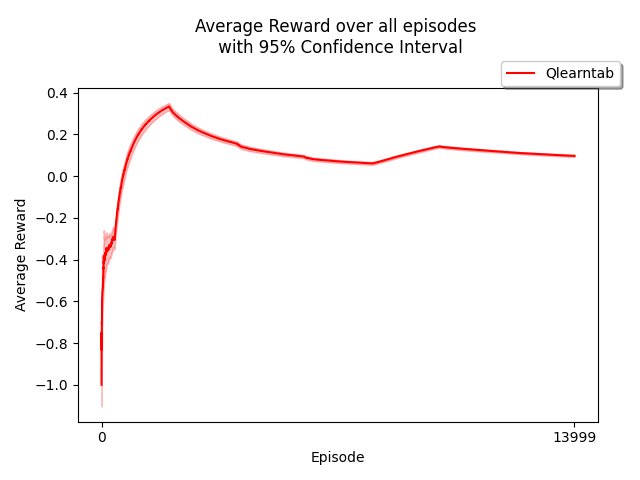 Average Reward over all episodes
with 95% Confidence Interval
Qlearntab
0.4
0.2
0.0
−0.2
−0.4
−0.6
−0.8
−1.0
Average Reward
0
13999
Episode